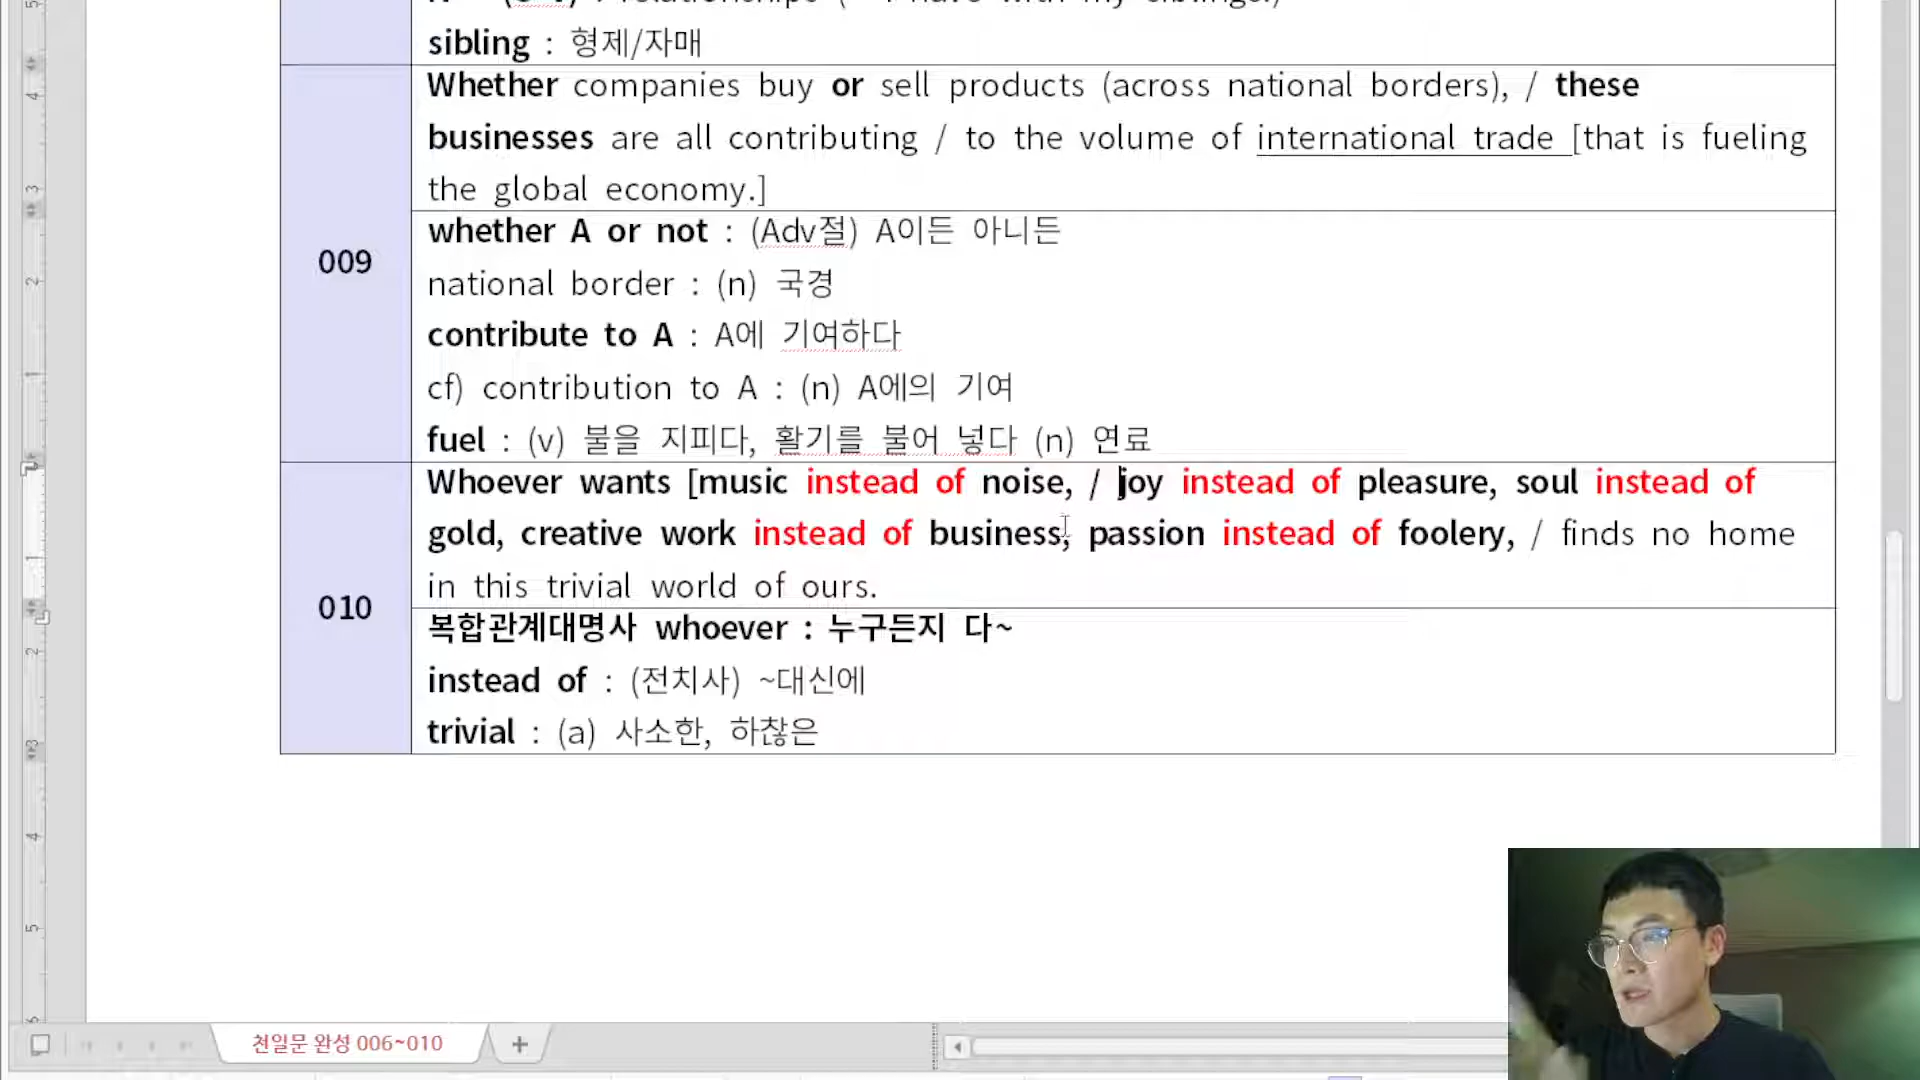 sibling : 형제/자매
Whether companies buy or sell products (across national borders), / these
businesses are all contributing / to the volume of international trade [that is fueling
the global economy.]
009
whether A or not : (Adv절) A이든 아니든
national border : (n) 국경
contribute to A : A에 기여하다
cf) contribution to A : (n) A에의 기여
fuel : (v) 불을 지피다, 활기를 불어 넣다 (n) 연료
Whoever wants [music instead of noise, / joy instead of pleasure, soul instead of
gold, creative work instead of business, passion instead of foolery, / finds no home
in this trivial world of ours.
010
복합관계대명사 whoever : 누구든지 다~
instead of : (전치사) ~대신에
trivial : (a) 사소한, 하찮은
천일문 완성 006~010